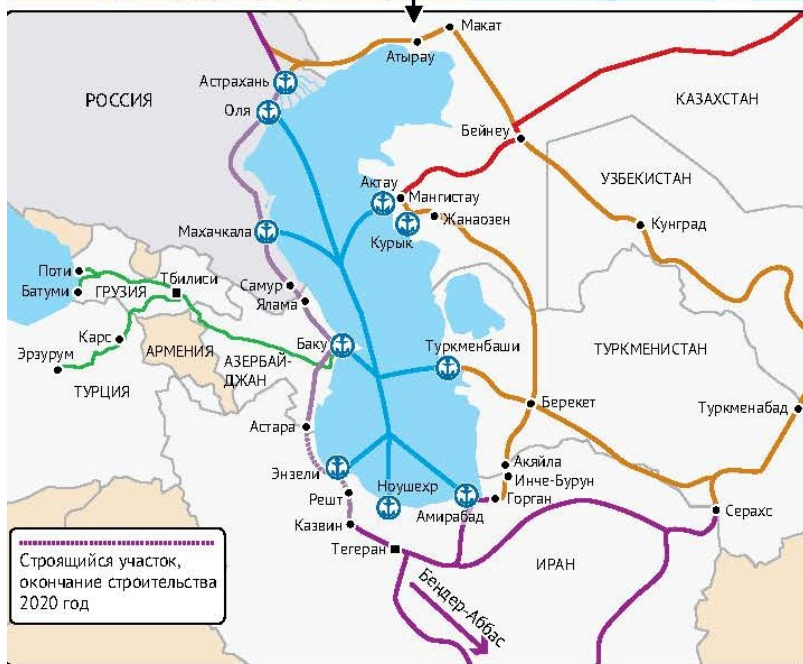 Макат
Атырау
Астрахань
РОССИЯ
Оля
КАЗАХСТАН
Бейнеу
УЗБЕКИСТАН
Актау
Мангистау
Жанаозен
Кунград
Курык
Махачкала
Поти
Тбилиси
Батуми
ГРУЗИЯ
Самур
Ялама
Карс
Баку
Туркменбаши
ТУРКМЕНИСТАН
Эрзурум
АРМЕНИЯ
АЗЕРБАЙ-
ДЖАН
ТУРЦИЯ
Берекет
Туркменабад
Астара
Акяйла
Энзели
Инче-Бурун
Ноушехр
Решт
Горган
Амирабад
Серахс
Казвин
Тегеран
ИРАН
Строящийся участок,
окончание строительства
2020 год
Бендер-Аббас